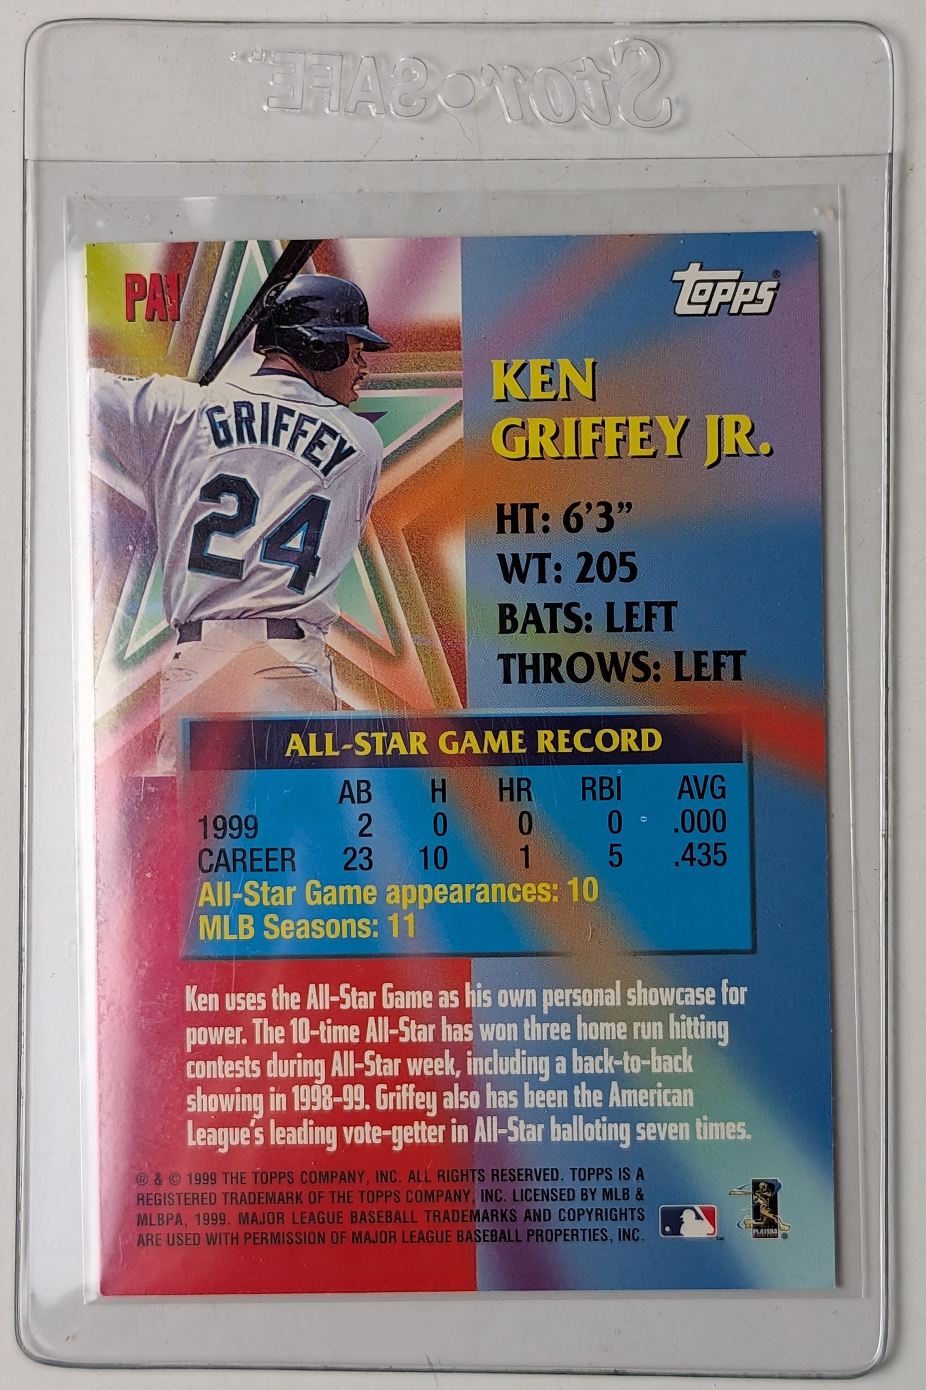 Stor•SAFE™
PA1
Topps®
KEN
GRIFFEY JR.
GRIFFEY
24
HT: 6'3”
WT: 205
BATS: LEFT
THROWS: LEFT
ALL-STAR GAME RECORD
AB H HR RBI AVG
1999 2 0 0 0 .000
CAREER 23 10 1 5 .435
All-Star Game appearances: 10
MLB Seasons: 11
Ken uses the All-Star Game as his own personal showcase for
power. The 10-time All-Star has won three home run hitting
contests during All-Star week, including a back-to-back
showing in 1998-99. Griffey also has been the American
League's leading vote-getter in All-Star balloting seven times.
® & © 1999 THE TOPPS COMPANY, INC. ALL RIGHTS RESERVED. TOPPS IS A
REGISTERED TRADEMARK OF THE TOPPS COMPANY, INC. LICENSED BY MLB &
MLBPA, 1999. MAJOR LEAGUE BASEBALL TRADEMARKS AND COPYRIGHTS
ARE USED WITH PERMISSION OF MAJOR LEAGUE BASEBALL PROPERTIES, INC.